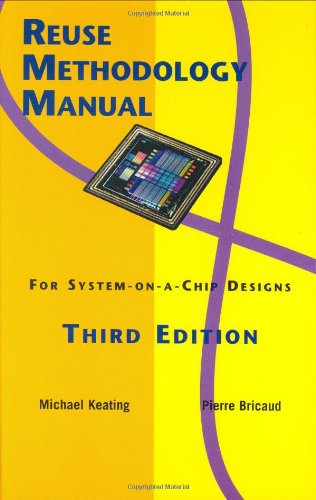 REUSE
METHODOLOGY
MANUAL
FOR SYSTEM-ON-A-CHIP DESIGNS
THIRD EDITION
Michael Keating Pierre Bricaud